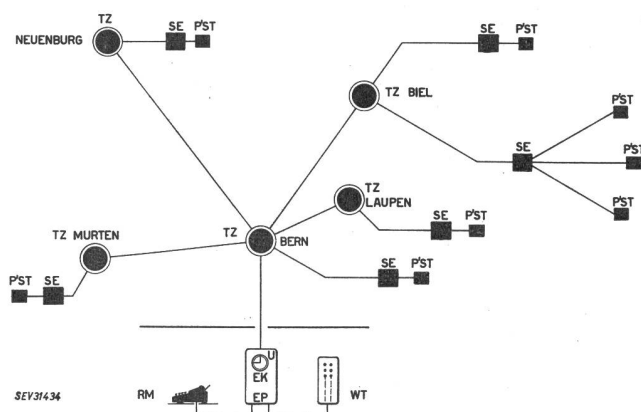 TZ
NEUENBURG
SE P'ST
SE P'ST
TZ BIEL
P'ST
SE
P'ST
P'ST
TZ
LAUPEN
SE P'ST
TZ BERN
TZ MURTEN
SE P'ST
P'ST SE
U
EK
EP
RM
WT
SEV31434